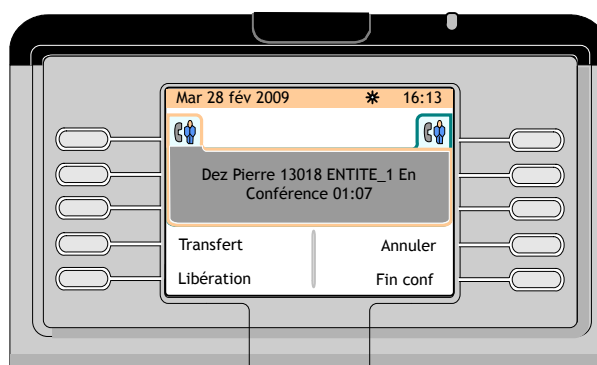 Mar 28 fév 2009 16:13
Dez Pierre 13018 ENTITE_1 En
Conférence 01:07
Transfert Annuler
Libération Fin conf